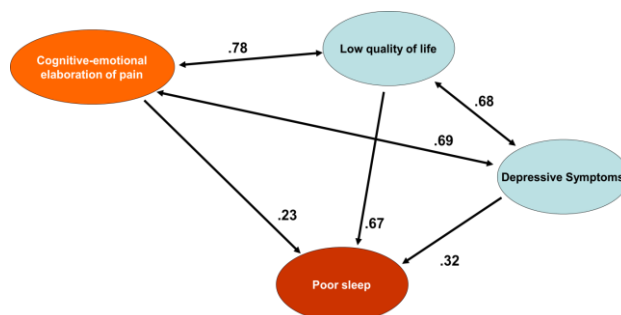 Cognitive-emotional
elaboration of pain
.78
Low quality of life
.68
.69
Depressive Symptoms
.23
.67
.32
Poor sleep